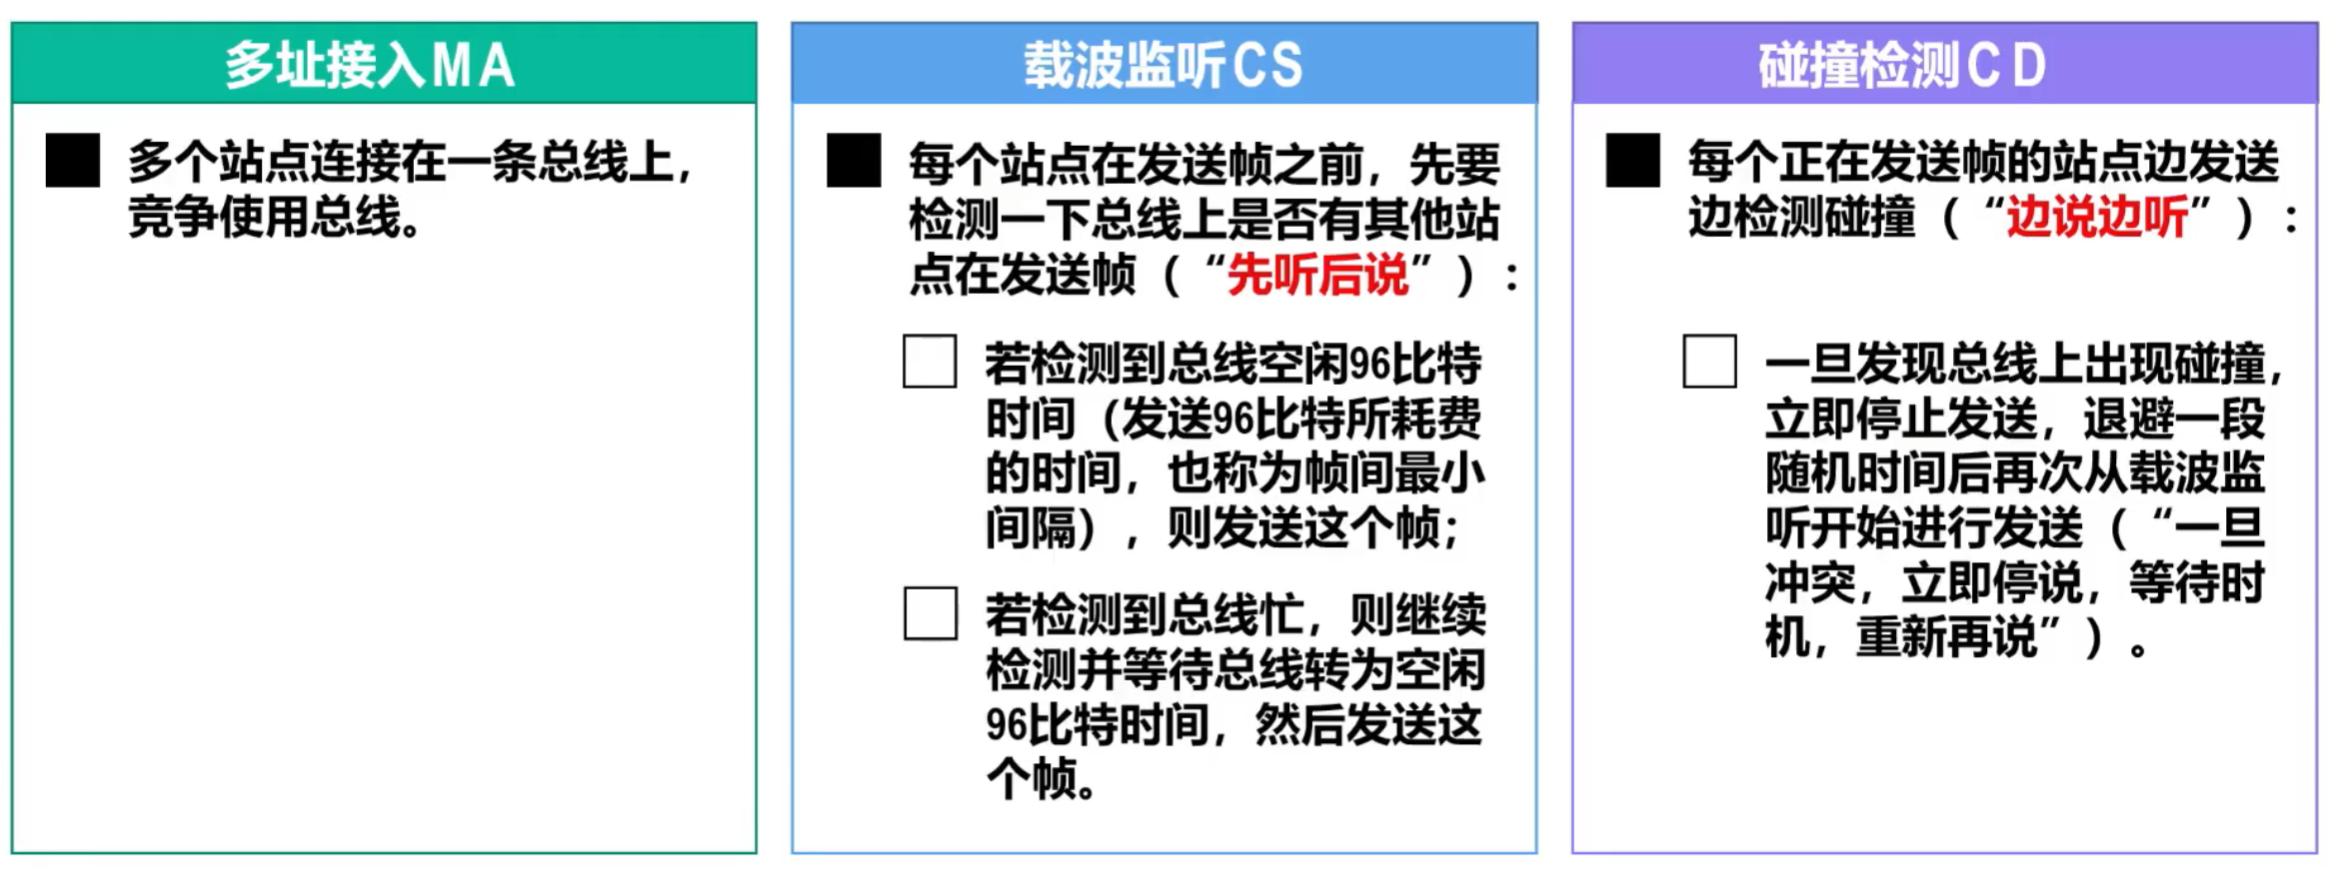 多址接入MA
多个站点连接在一条总线上，
竞争使用总线。
载波监听CS
每个站点在发送帧之前，先要
检测一下总线上是否有其他站
点在发送帧（“先听后说”）：
若检测到总线空闲96比特
时间（发送96比特所耗费
的时间，也称为帧间最小
间隔），则发送这个帧；
若检测到总线忙，则继续
检测并等待总线转为空闲
96比特时间，然后发送这
个帧。
碰撞检测CD
每个正在发送帧的站点边发送
边检测碰撞（“边说边听”）：
一旦发现总线上出现碰撞，
立即停止发送，退避一段
随机时间后再次从载波监
听开始进行发送（“一旦
冲突，立即停说，等待时
机，重新再说”）。